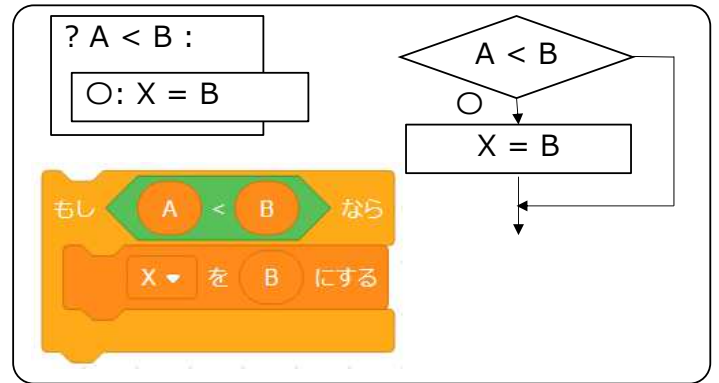 ? A < B :
〇: X = B
A < B
〇
X = B
もし A < B なら
X を B にする